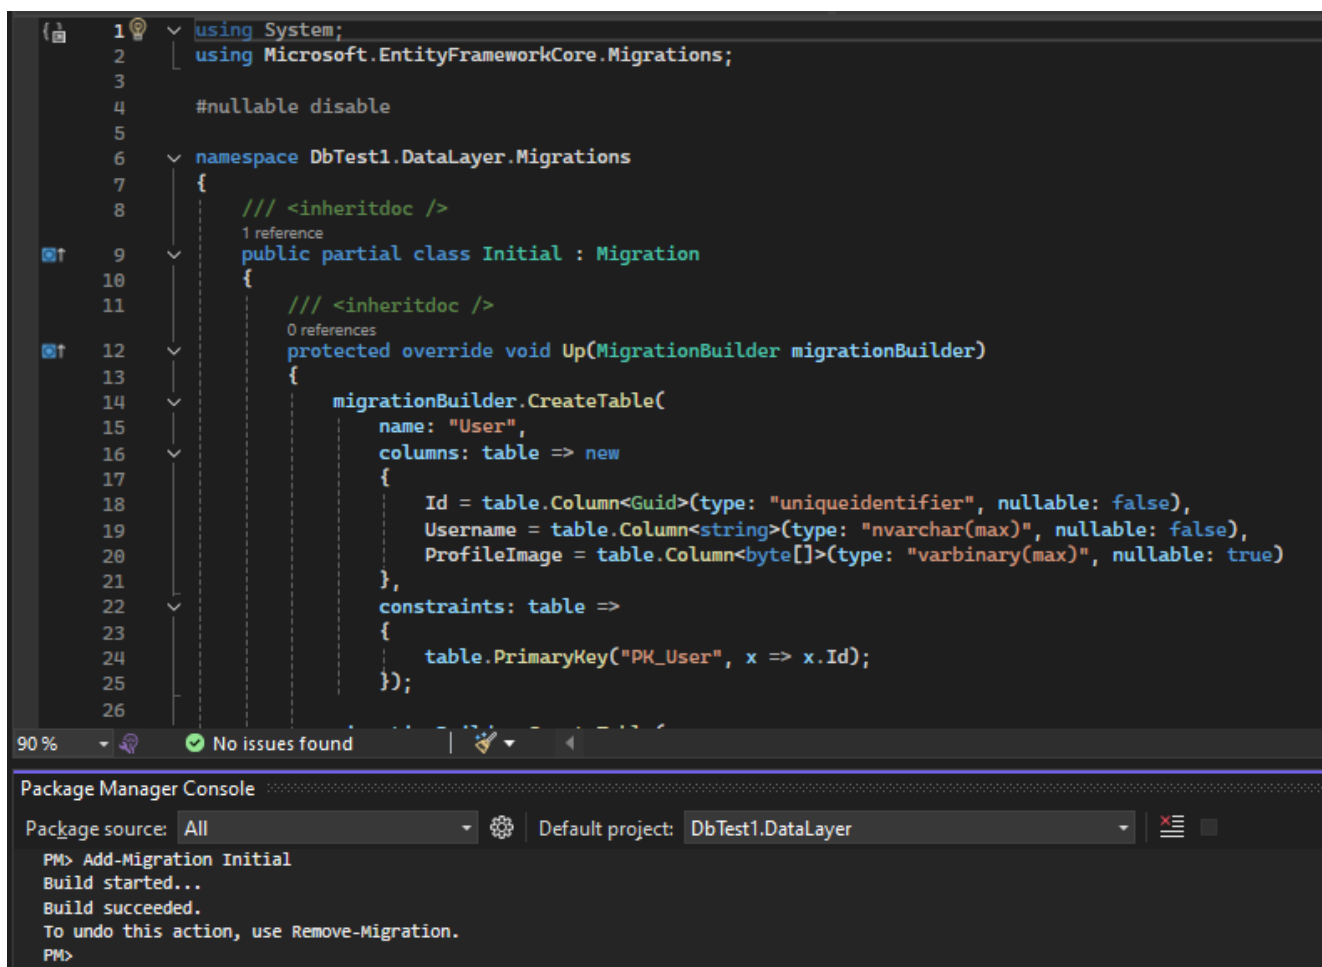 1 using System;
2 using Microsoft.EntityFrameworkCore.Migrations;
3
4 #nullable disable
5
6 namespace DbTest1.DataLayer.Migrations
7 {
8 /// <inheritdoc />
1 reference
9 public partial class Initial : Migration
10 {
11 /// <inheritdoc />
0 references
12 protected override void Up(MigrationBuilder migrationBuilder)
13 {
14 migrationBuilder.CreateTable(
15 name: "User",
16 columns: table => new
17 {
18 Id = table.Column<Guid>(type: "uniqueidentifier", nullable: false),
19 Username = table.Column<string>(type: "nvarchar(max)", nullable: false),
20 ProfileImage = table.Column<byte[]>(type: "varbinary(max)", nullable: true)
21 },
22 constraints: table =>
23 {
24 table.PrimaryKey("PK_User", x => x.Id);
25 });
26
90 % No issues found
Package Manager Console
Package source: All Default project: DbTest1.DataLayer
PM> Add-Migration Initial
Build started...
Build succeeded.
To undo this action, use Remove-Migration.
PM>